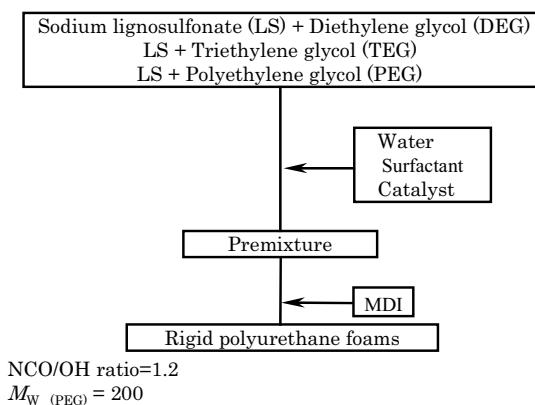 Sodium lignosulfonate (LS) + Diethylene glycol (DEG)
LS + Triethylene glycol (TEG)
LS + Polyethylene glycol (PEG)
Water
Surfactant
Catalyst
Premixture
MDI
Rigid polyurethane foams
NCO/OH ratio=1.2
MW (PEG) = 200